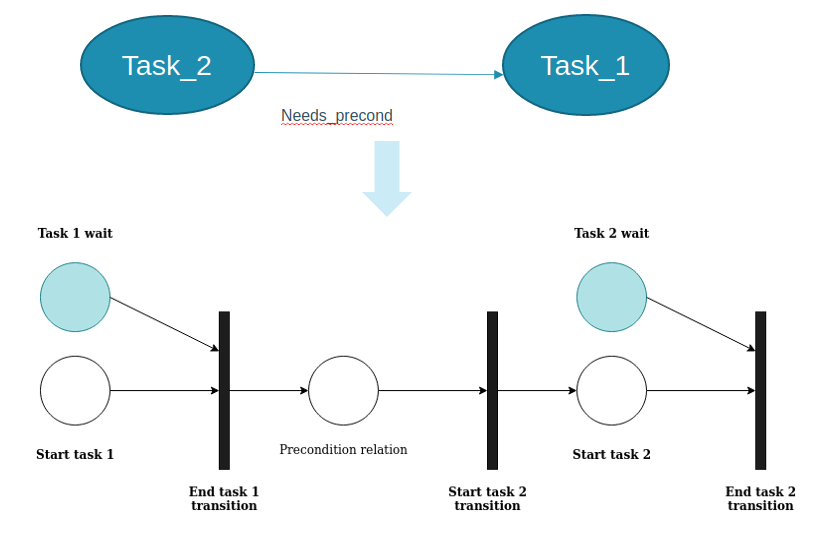 Task_2
Task_1
Needs_precond
Task 1 wait
Task 2 wait
Start task 1
Precondition relation
Start task 2
End task 1
transition
Start task 2
transition
End task 2
transition